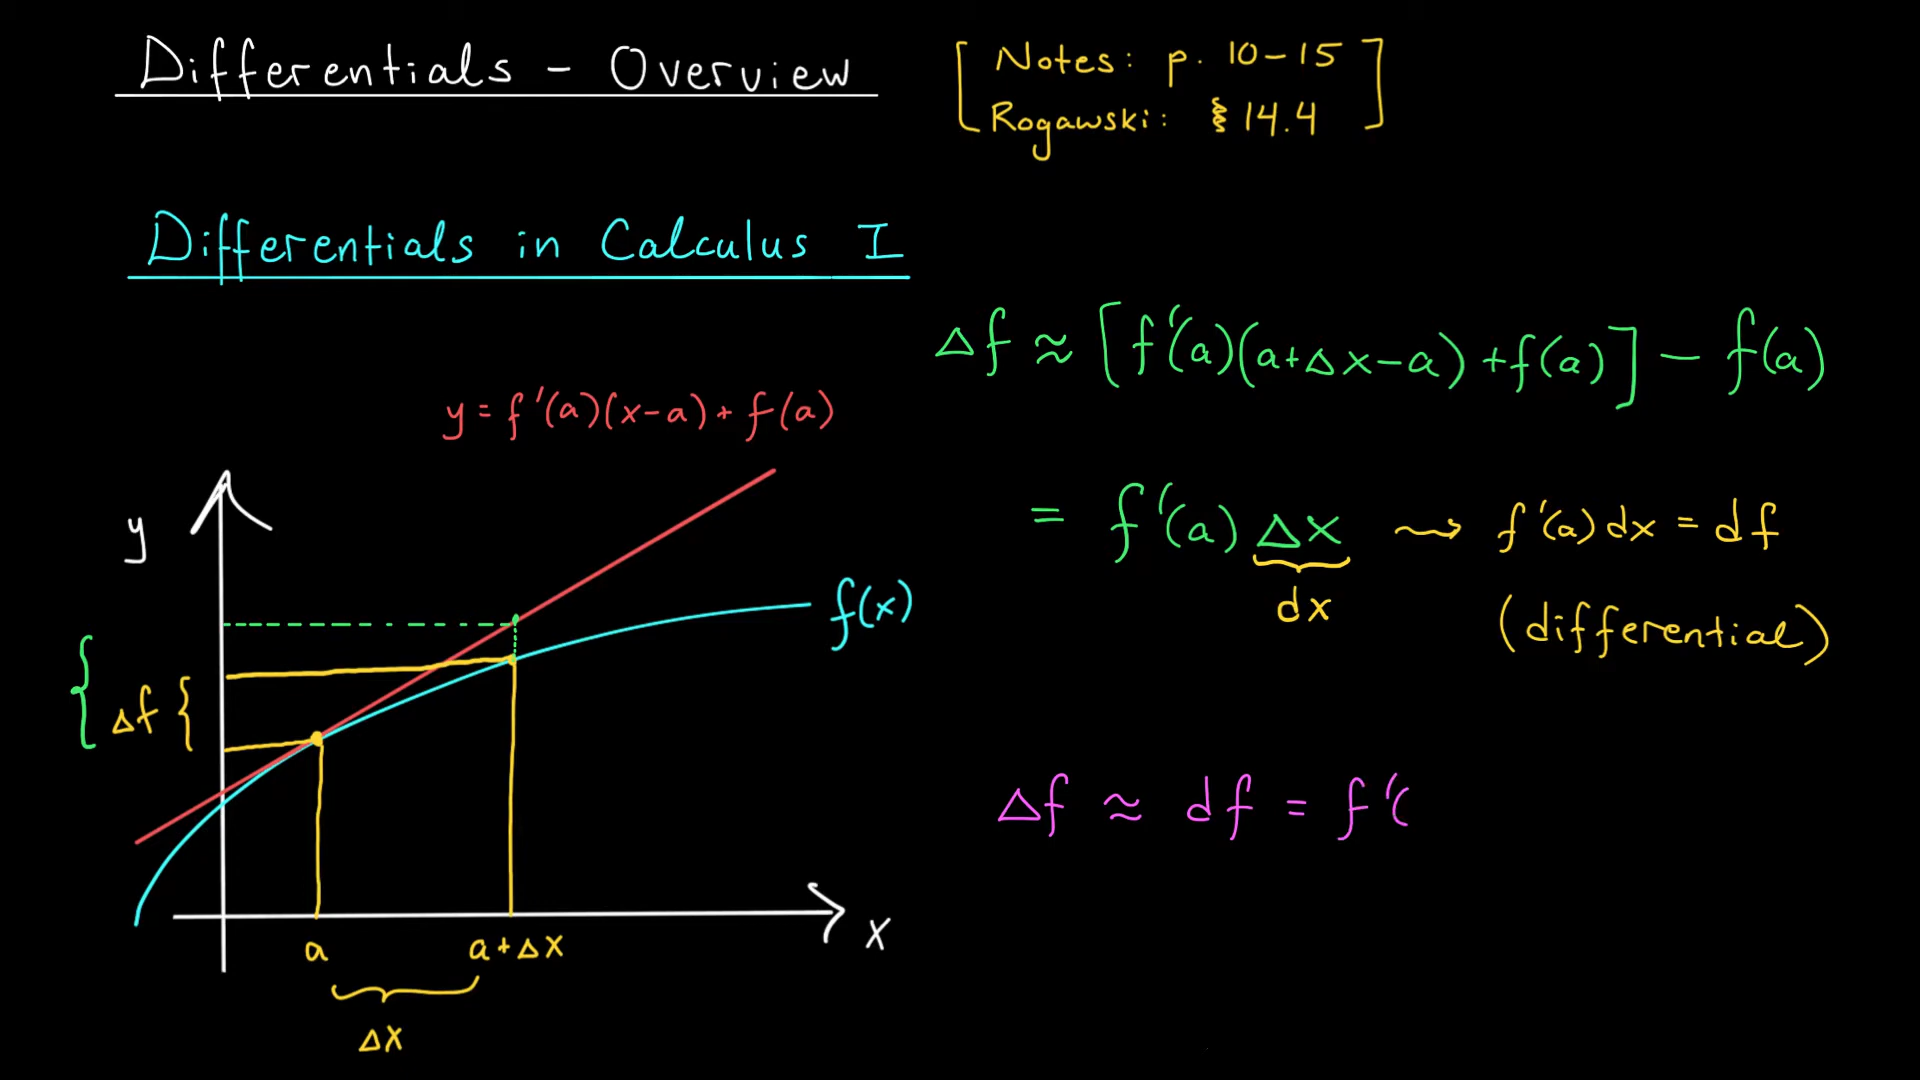 Differentials - Overview
[Notes: p. 10-15
Rogawski: § 14.4]
Differentials in Calculus I
Δf ≈ [f'(a)(a+Δx-a)+f(a)] - f(a)
y = f'(a)(x-a) + f(a)
= f'(a) Δx ⇝ f'(a) dx = df
dx
(differential)
y
f(x)
Δf
Δf ≈ df = f'(
x
a
a+Δx
Δx